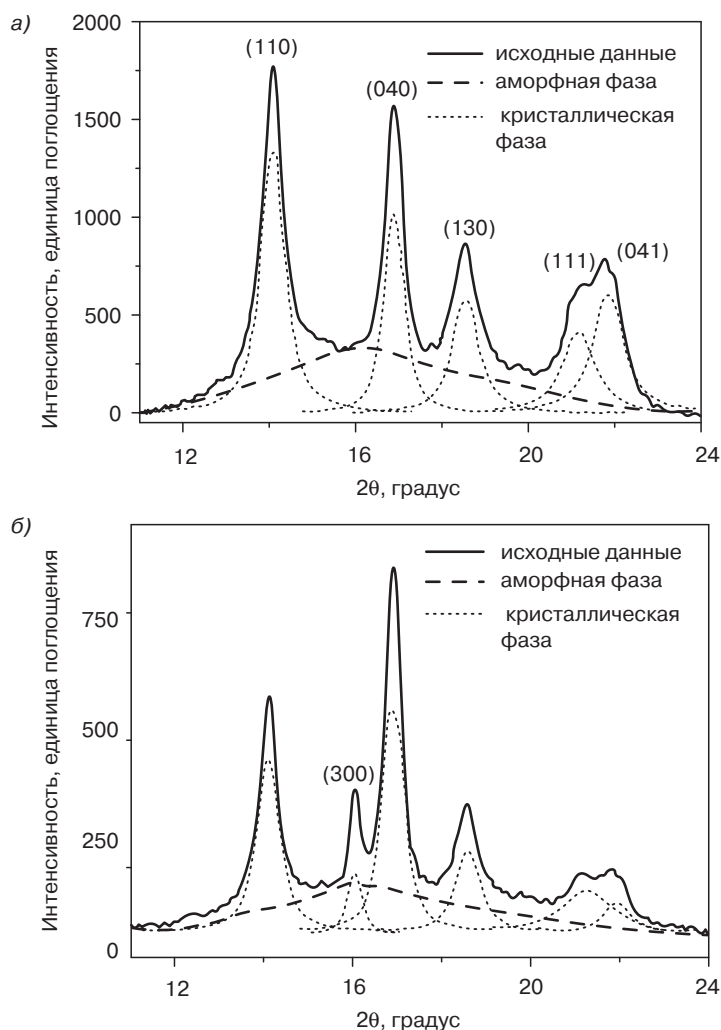 а)
Интенсивность, единица поглощения
2000
1500
1000
500
0
(110)
(040)
(130)
(111)
(041)
исходные данные
аморфная фаза
кристаллическая
фаза
12
16
20
24
2θ, градус
б)
Интенсивность, единица поглощения
750
500
250
0
(300)
исходные данные
аморфная фаза
кристаллическая
фаза
12
16
20
24
2θ, градус